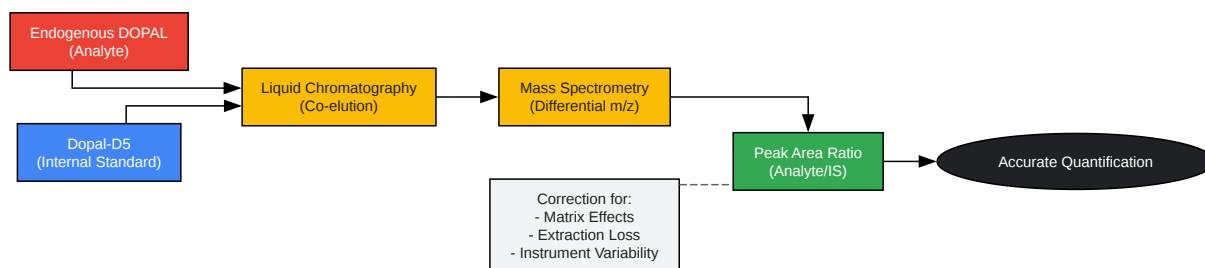 Endogenous DOPAL
(Analyte)
Dopal-D5
(Internal Standard)
Liquid Chromatography
(Co-elution)
Mass Spectrometry
(Differential m/z)
Peak Area Ratio
(Analyte/IS)
Accurate Quantification
Correction for:
- Matrix Effects
- Extraction Loss
- Instrument Variability